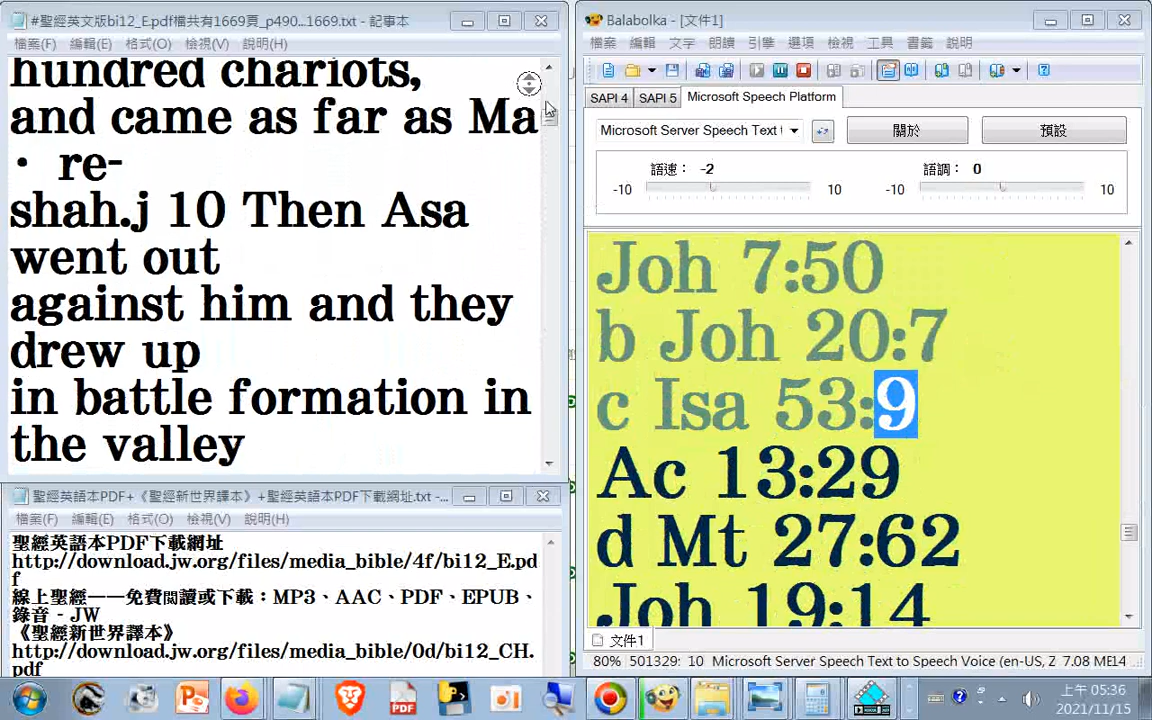 #聖經英文版bi12_E.pdf檔共有1669頁_p490...1669.txt - 記事本
檔案(F) 編輯(E) 格式(O) 檢視(V) 說明(H)
hundred chariots,
and came as far as Ma
· re-
shah.j 10 Then Asa
went out
against him and they
drew up
in battle formation in
the valley
聖經英語本PDF+《聖經新世界譯本》+聖經英語本PDF下載網址.txt -...
檔案(F) 編輯(E) 格式(O) 檢視(V) 說明(H)
聖經英語本PDF下載網址
http://download.jw.org/files/media_bible/4f/bi12_E.pd
f
線上聖經——免費閱讀或下載：MP3、AAC、PDF、EPUB、
錄音 - JW
《聖經新世界譯本》
http://download.jw.org/files/media_bible/0d/bi12_CH.
pdf
Balabolka - [文件1]
檔案 編輯 文字 朗讀 引擎 選項 檢視 工具 書籤 說明
SAPI 4 SAPI 5 Microsoft Speech Platform
Microsoft Server Speech Text 關於 預設
語速： -2 語調： 0
-10 10 -10 10
Joh 7:50
b Joh 20:7
c Isa 53:9
Ac 13:29
d Mt 27:62
Joh 19:14
文件1
80% 501329: 10 Microsoft Server Speech Text to Speech Voice (en-US, Z 7.08 ME14
上午 05:36
2021/11/15